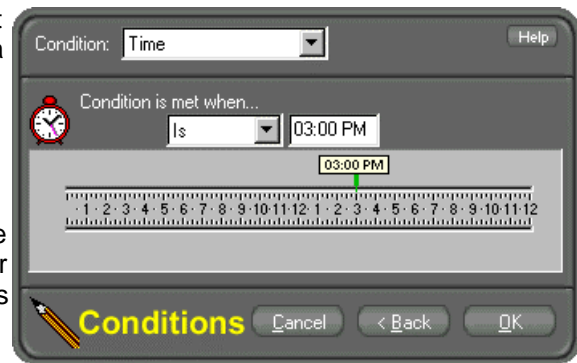 Condition: Time Help
Condition is met when...
Is 03:00 PM
03:00 PM
· 1 · 2 · 3 · 4 · 5 · 6 · 7 · 8 · 9 ·10·11·12· 1 · 2 · 3 · 4 · 5 · 6 · 7 · 8 · 9 ·10·11·12
Conditions Cancel < Back OK